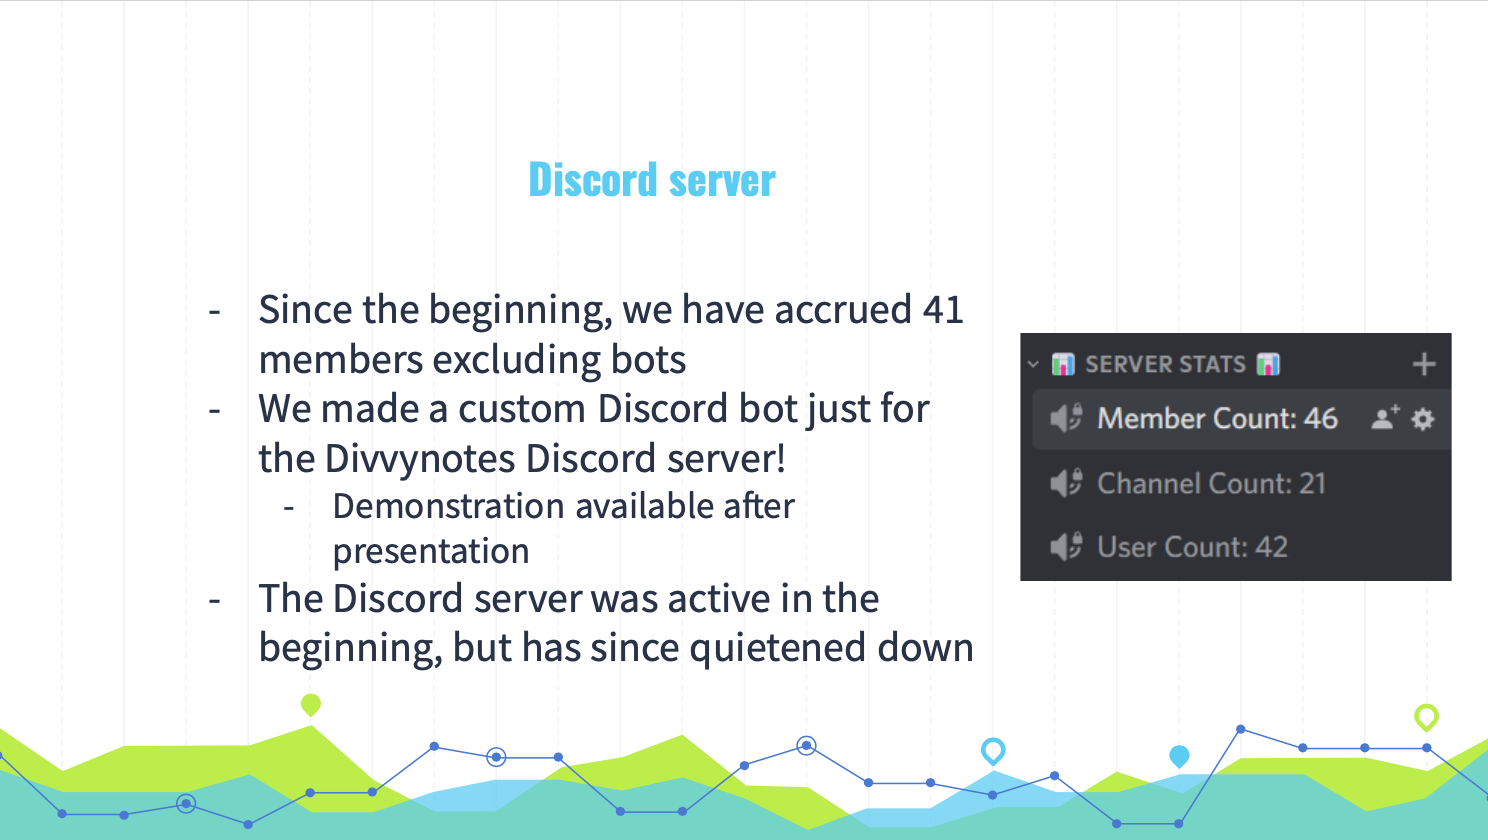 Discord server
- Since the beginning, we have accrued 41
members excluding bots
- We made a custom Discord bot just for
the Divvynotes Discord server!
- Demonstration available after
presentation
- The Discord server was active in the
beginning, but has since quietened down
SERVER STATS
Member Count: 46
Channel Count: 21
User Count: 42